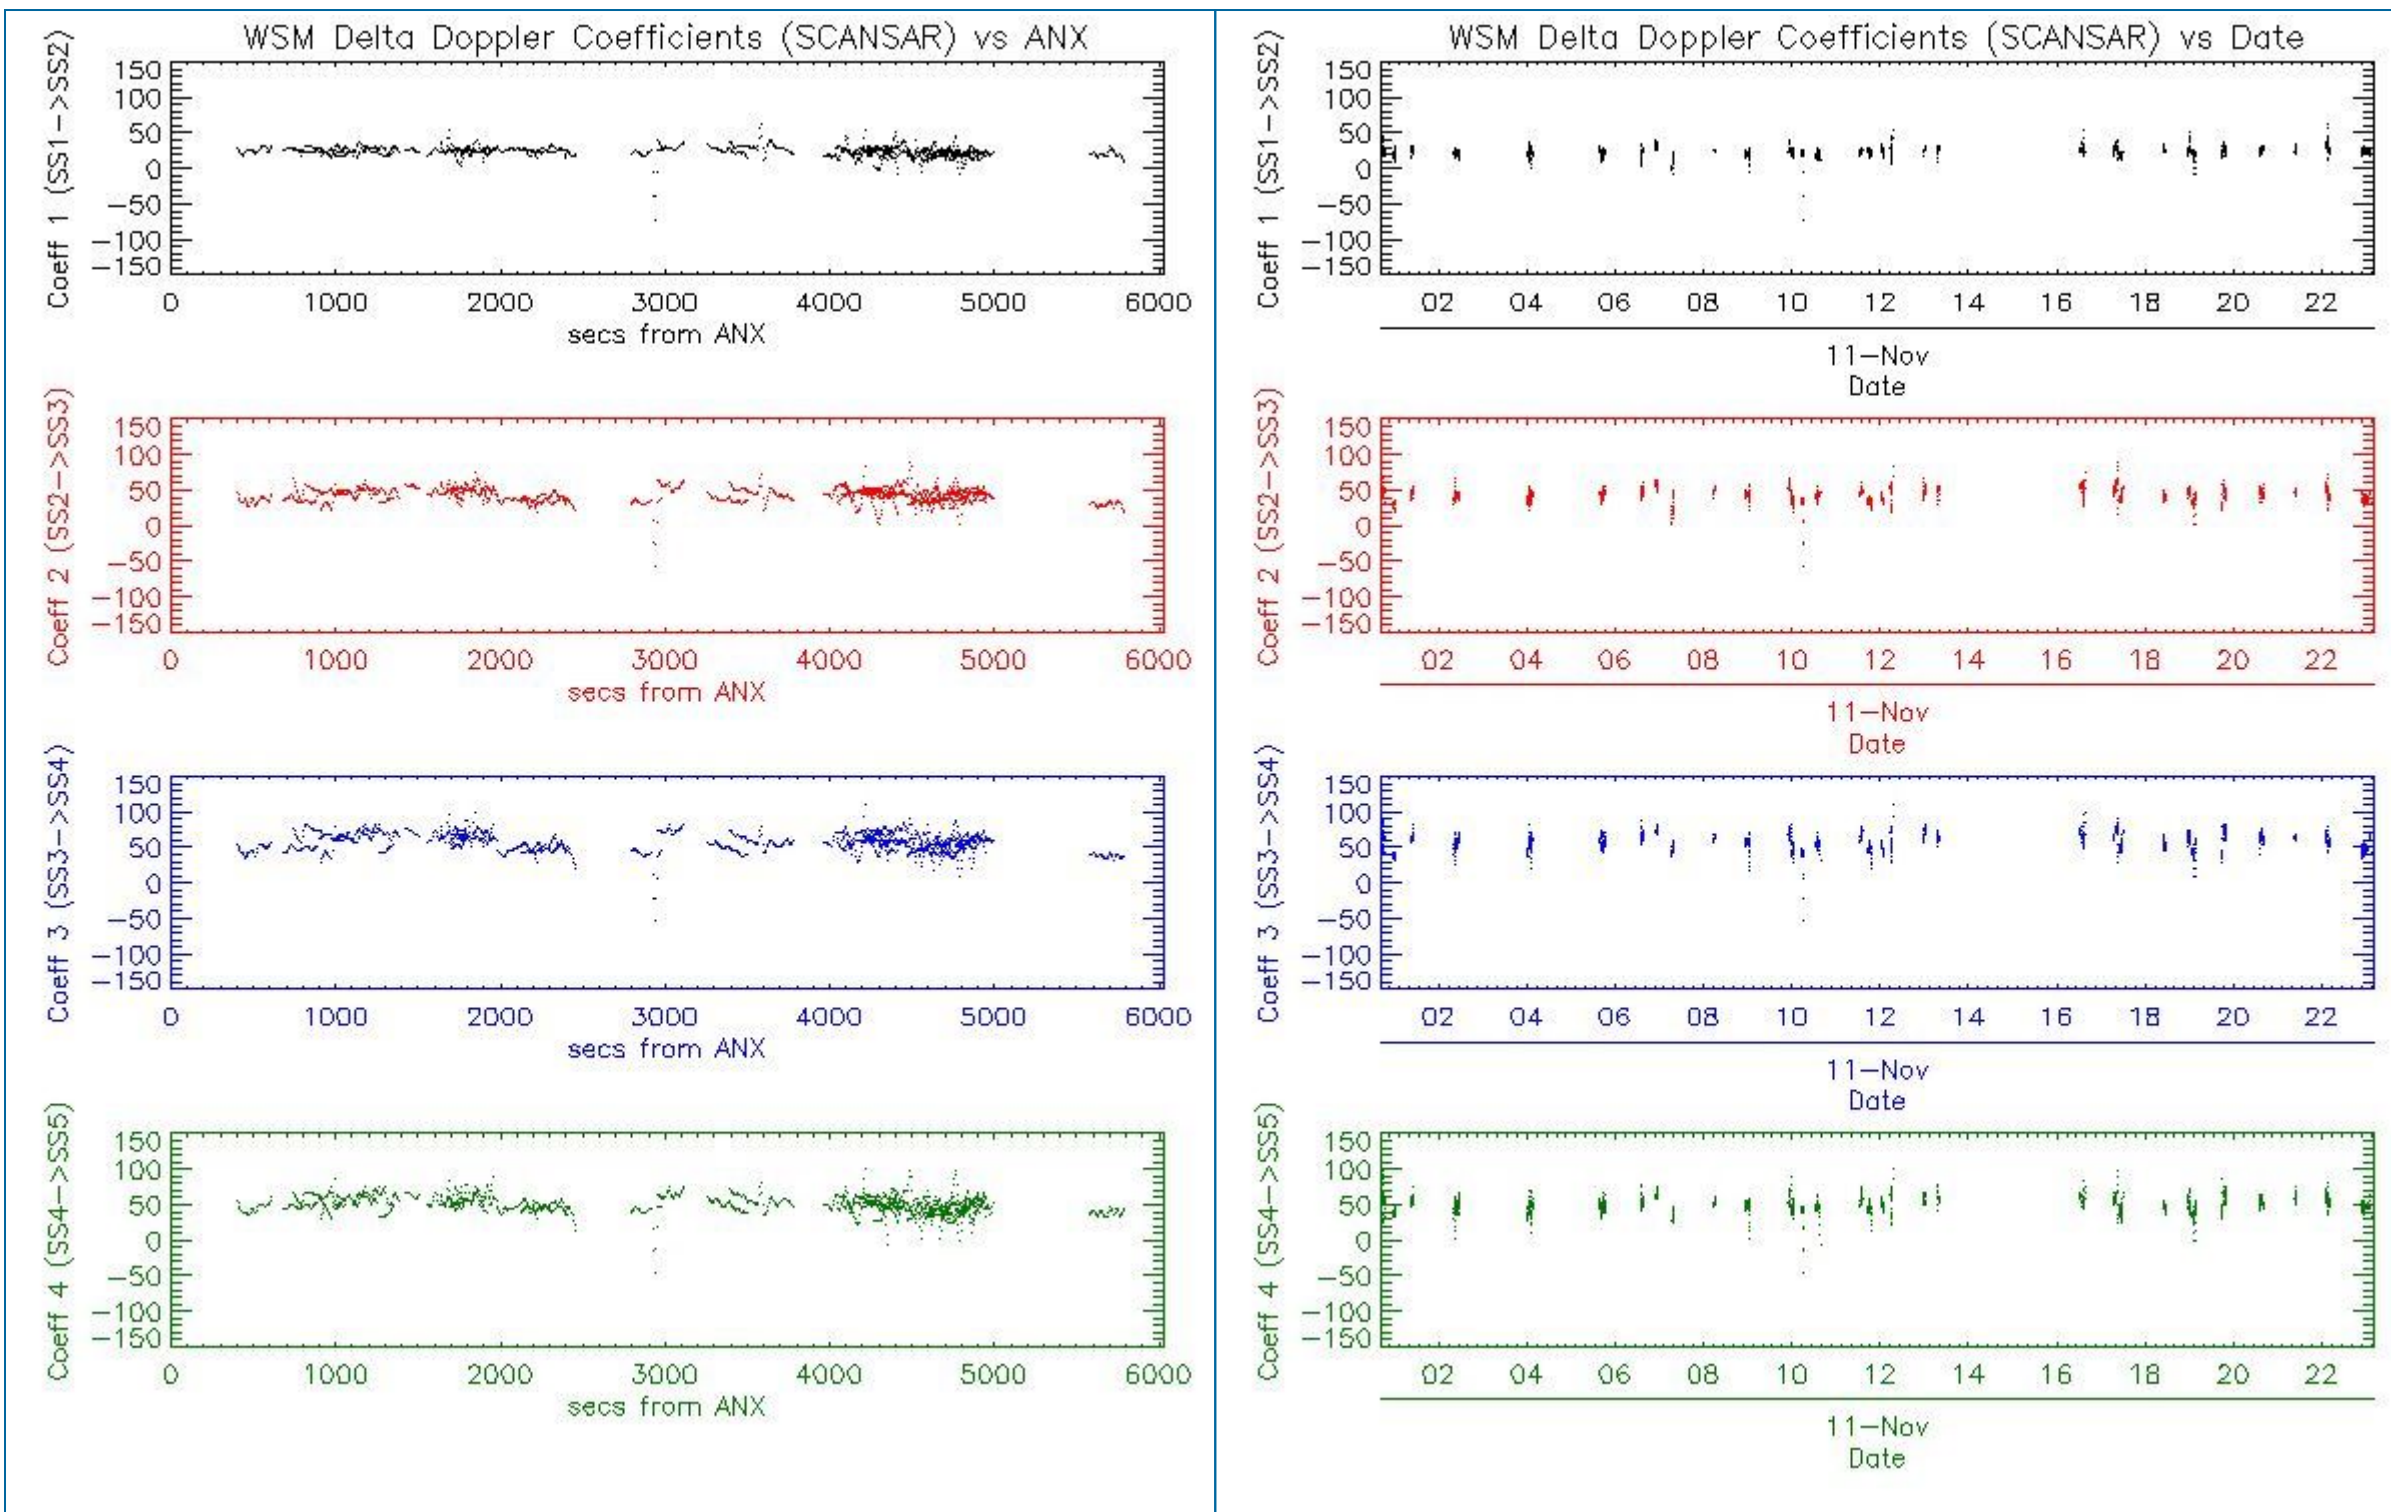 WSM Delta Doppler Coefficients (SCANSAR) vs ANX
Coeff 1 (SS1->SS2)
150
100
50
0
-50
-100
-150
0 1000 2000 3000 4000 5000 6000
secs from ANX
Coeff 2 (SS2->SS3)
150
100
50
0
-50
-100
-150
0 1000 2000 3000 4000 5000 6000
secs from ANX
Coeff 3 (SS3->SS4)
150
100
50
0
-50
-100
-150
0 1000 2000 3000 4000 5000 6000
secs from ANX
Coeff 4 (SS4->SS5)
150
100
50
0
-50
-100
-150
0 1000 2000 3000 4000 5000 6000
secs from ANX
WSM Delta Doppler Coefficients (SCANSAR) vs Date
Coeff 1 (SS1->SS2)
150
100
50
0
-50
-100
-150
02 04 06 08 10 12 14 16 18 20 22
11-Nov
Date
Coeff 2 (SS2->SS3)
150
100
50
0
-50
-100
-150
02 04 06 08 10 12 14 16 18 20 22
11-Nov
Date
Coeff 3 (SS3->SS4)
150
100
50
0
-50
-100
-150
02 04 06 08 10 12 14 16 18 20 22
11-Nov
Date
Coeff 4 (SS4->SS5)
150
100
50
0
-50
-100
-150
02 04 06 08 10 12 14 16 18 20 22
11-Nov
Date